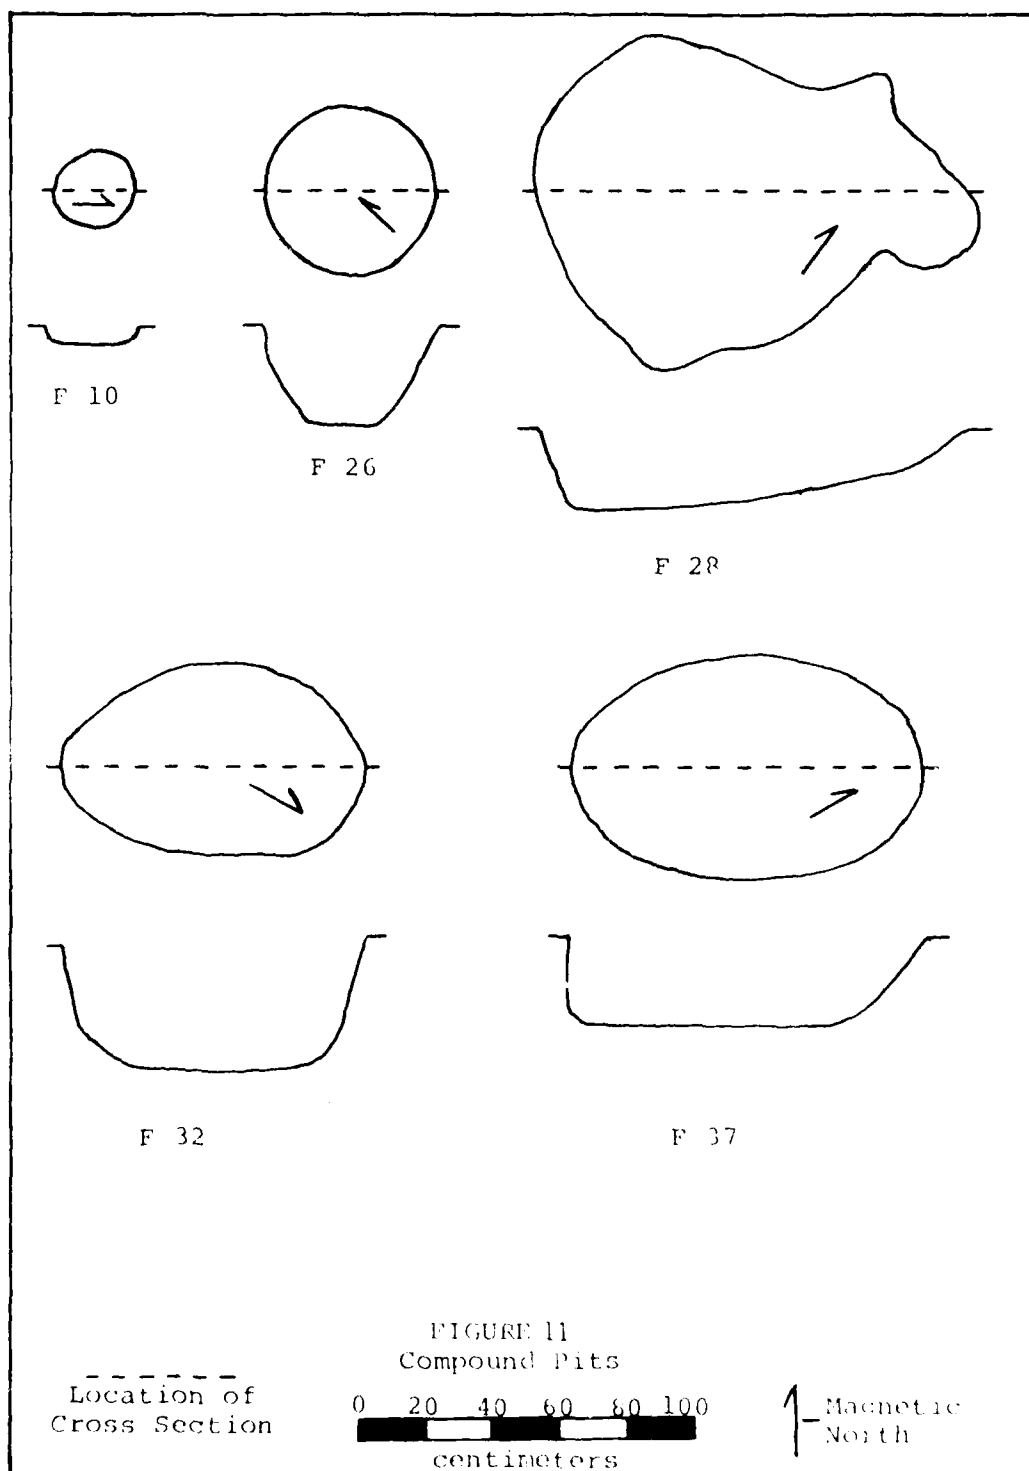 F 10
F 26
F 28
F 32
F 37
FIGURE 11
Compound Pits
Location of
Cross Section
0 20 40 60 80 100
centimeters
Magnetic
North